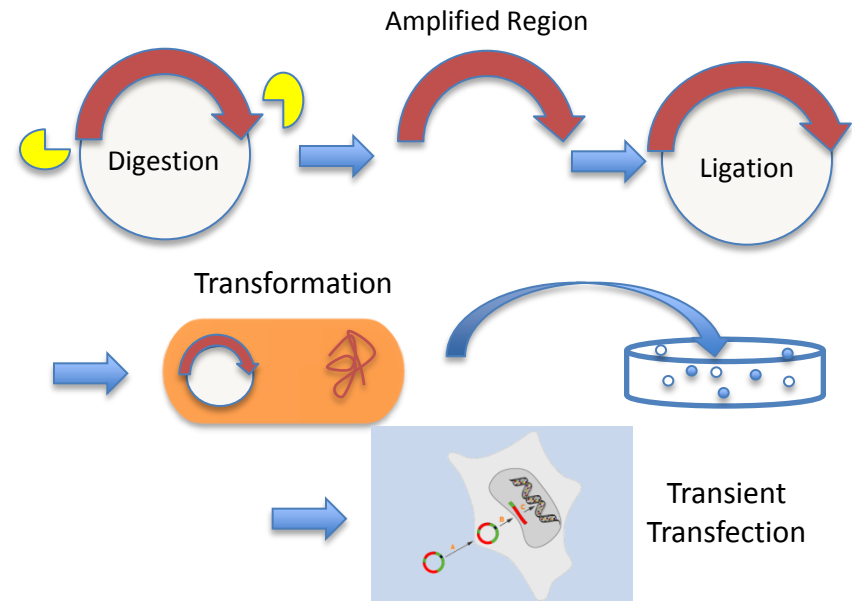 Amplified Region
Digestion
Ligation
Transformation
A
B
C
Transient
Transfection